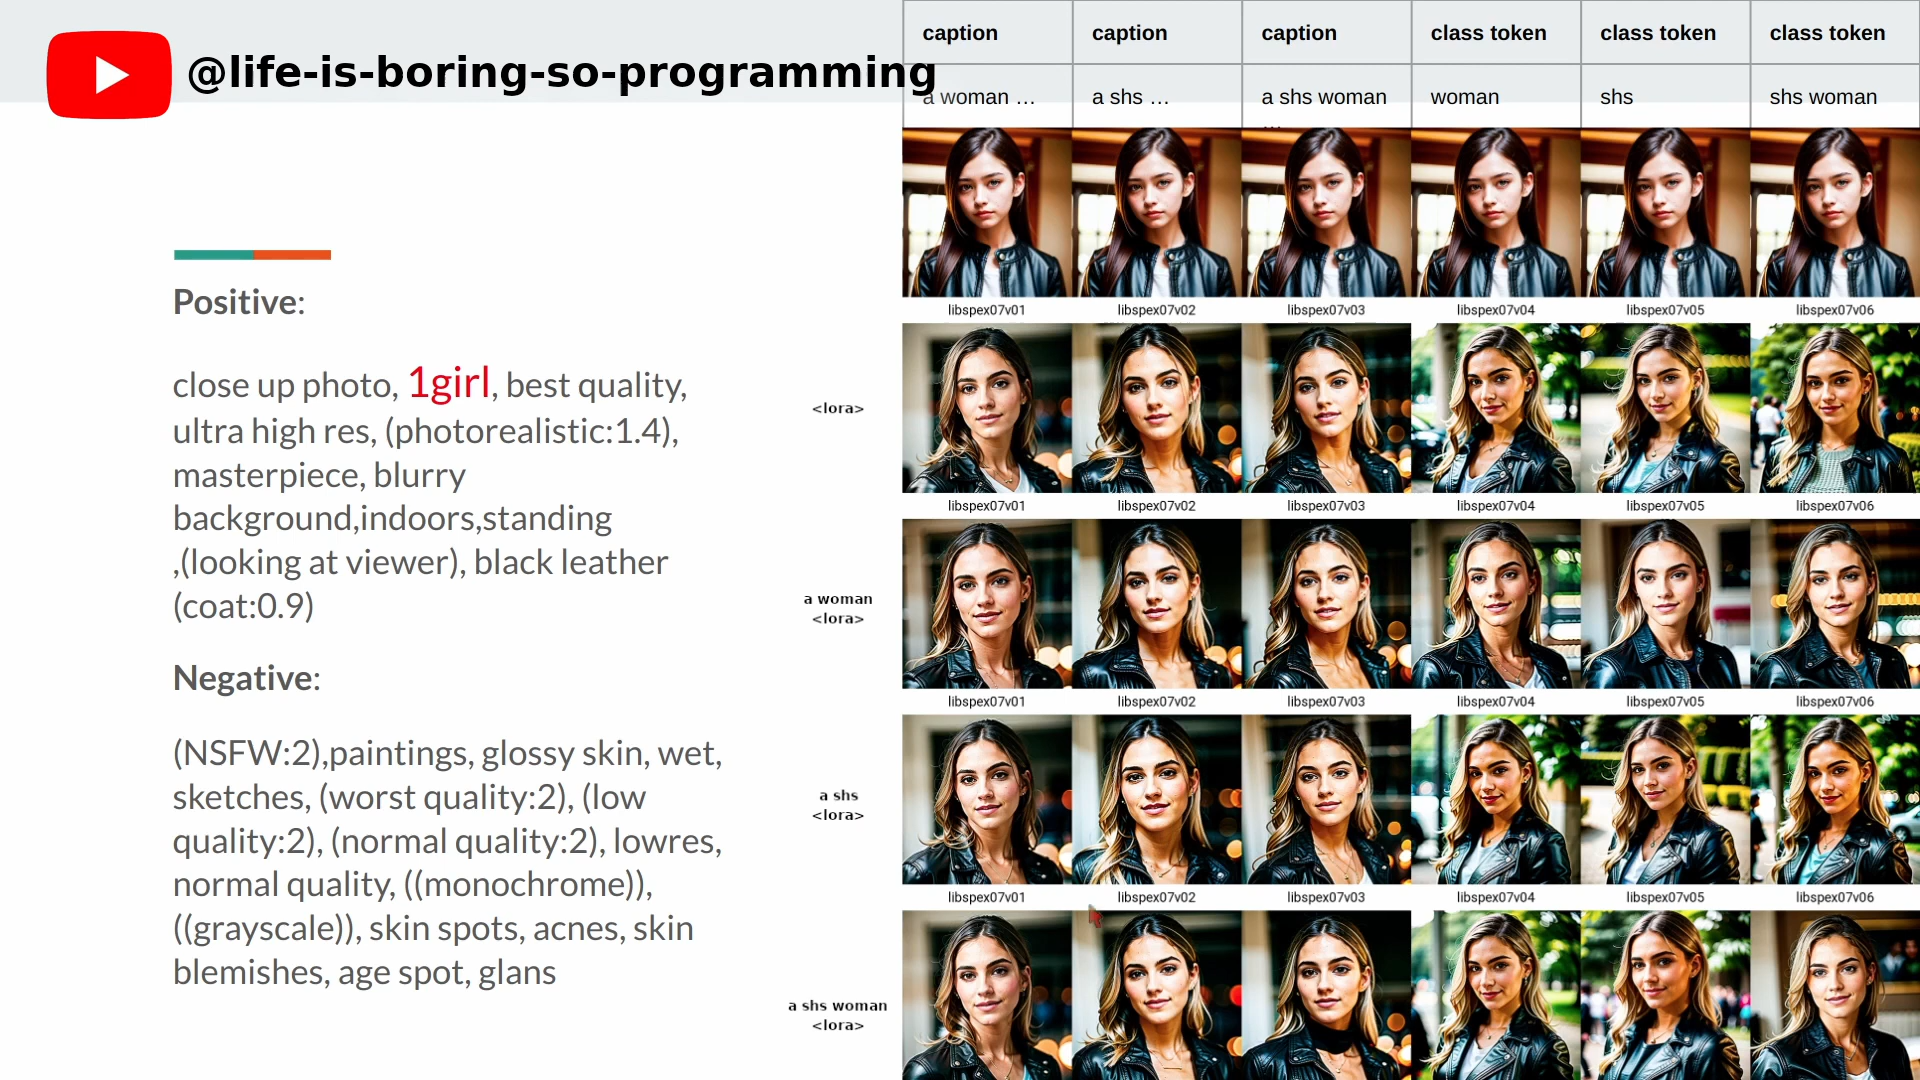 @life-is-boring-so-programming
caption caption caption class token class token class token
a woman … a shs … a shs woman … woman shs shs woman
Positive:
close up photo, 1girl, best quality,
ultra high res, (photorealistic:1.4),
masterpiece, blurry
background,indoors,standing
,(looking at viewer), black leather
(coat:0.9)
Negative:
(NSFW:2),paintings, glossy skin, wet,
sketches, (worst quality:2), (low
quality:2), (normal quality:2), lowres,
normal quality, ((monochrome)),
((grayscale)), skin spots, acnes, skin
blemishes, age spot, glans
libspex07v01 libspex07v02 libspex07v03 libspex07v04 libspex07v05 libspex07v06
<lora>
libspex07v01 libspex07v02 libspex07v03 libspex07v04 libspex07v05 libspex07v06
a woman
<lora>
libspex07v01 libspex07v02 libspex07v03 libspex07v04 libspex07v05 libspex07v06
a shs
<lora>
libspex07v01 libspex07v02 libspex07v03 libspex07v04 libspex07v05 libspex07v06
a shs woman
<lora>